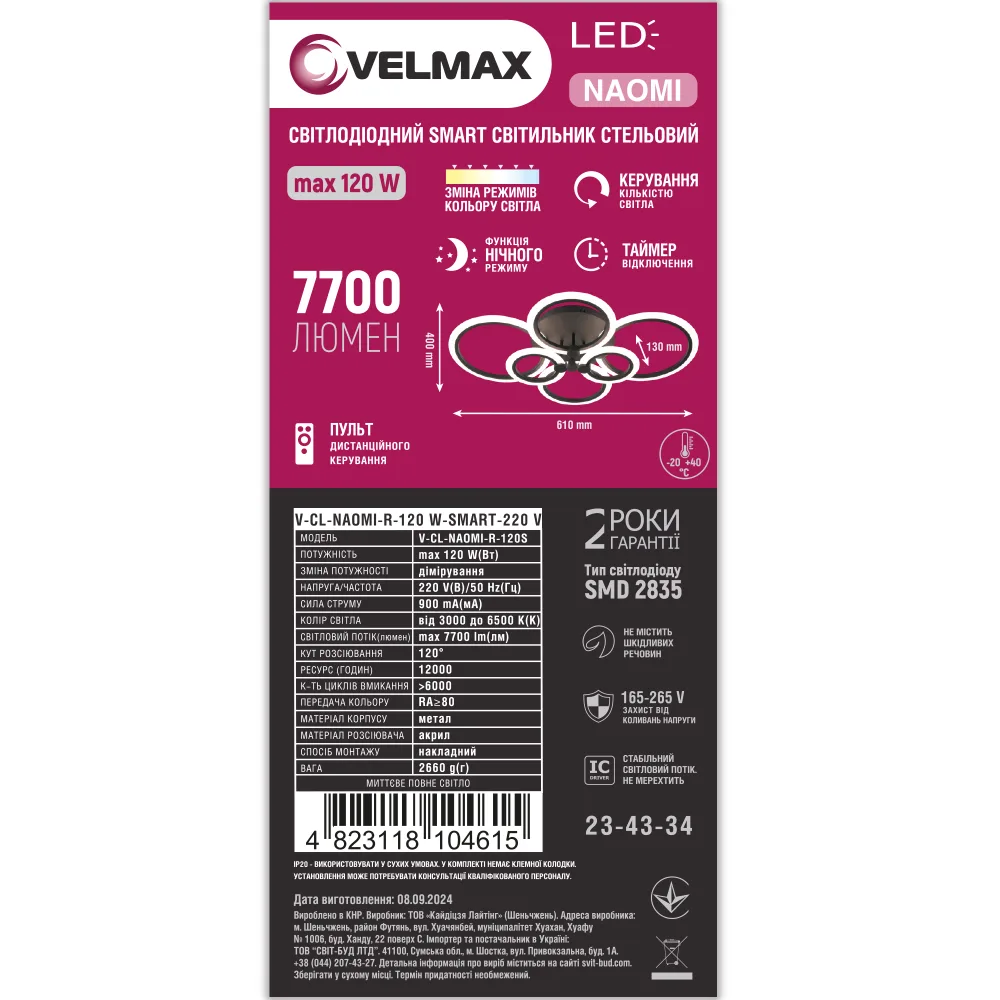 VELMAX
LED
NAOMI
СВІТЛОДІОДНИЙ SMART СВІТИЛЬНИК СТЕЛЬОВИЙ
max 120 W
ЗМІНА РЕЖИМІВ
КОЛЬОРУ СВІТЛА
КЕРУВАННЯ
КІЛЬКІСТЮ
СВІТЛА
ФУНКЦІЯ
НІЧНОГО
РЕЖИМУ
ТАЙМЕР
ВІДКЛЮЧЕННЯ
7700
ЛЮМЕН
400 mm
130 mm
610 mm
ПУЛЬТ
ДИСТАНЦІЙНОГО
КЕРУВАННЯ
-20 +40
°C
V-CL-NAOMI-R-120 W-SMART-220 V
МОДЕЛЬ V-CL-NAOMI-R-120S
ПОТУЖНІСТЬ max 120 W(Вт)
ЗМІНА ПОТУЖНОСТІ дімірування
НАПРУГА/ЧАСТОТА 220 V(В)/50 Hz(Гц)
СИЛА СТРУМУ 900 mA(мА)
КОЛІР СВІТЛА від 3000 до 6500 K(К)
СВІТЛОВИЙ ПОТІК(люмен) max 7700 lm(лм)
КУТ РОЗСІЮВАННЯ 120°
РЕСУРС (ГОДИН) 12000
К-ТЬ ЦИКЛІВ ВМИКАННЯ >6000
ПЕРЕДАЧА КОЛЬОРУ RA≥80
МАТЕРІАЛ КОРПУСУ метал
МАТЕРІАЛ РОЗСІЮВАЧА акрил
СПОСІБ МОНТАЖУ накладний
ВАГА 2660 g(г)
МИТТЄВЕ ПОВНЕ СВІТЛО
4 823118 104615
2 РОКИ
ГАРАНТІЇ
Тип світлодіоду
SMD 2835
НЕ МІСТИТЬ
ШКІДЛИВИХ
РЕЧОВИН
165-265 V
ЗАХИСТ ВІД
КОЛИВАНЬ НАПРУГИ
IC
DRIVER
СТАБІЛЬНИЙ
СВІТЛОВИЙ ПОТІК.
НЕ МЕРЕХТИТЬ
23-43-34
IP20 - ВИКОРИСТОВУВАТИ У СУХИХ УМОВАХ. У КОМПЛЕКТІ НЕМАЄ КЛЕМНОЇ КОЛОДКИ.
УСТАНОВЛЕННЯ МОЖЕ ПОТРЕБУВАТИ КОНСУЛЬТАЦІЇ КВАЛІФІКОВАНОГО ПЕРСОНАЛУ.
Дата виготовлення: 08.09.2024
Вироблено в КНР. Виробник: ТОВ «Кайдіцзя Лайтінг» (Шеньчжень). Адреса виробника:
м. Шеньчжень, район Футянь, вул. Хуачянбей, муніципалітет Хуахан, Хуафу
№ 1006, буд. Ханду, 22 поверх С. Імпортер та постачальник в Україні:
ТОВ “СВІТ-БУД ЛТД”. 41100, Сумська обл., м. Шостка, вул. Привокзальна, буд. 1А.
+38 (044) 207-43-27. Детальна інформація про виріб міститься на сайті svit-bud.com.
Зберігати у сухому місці. Термін придатності необмежений.